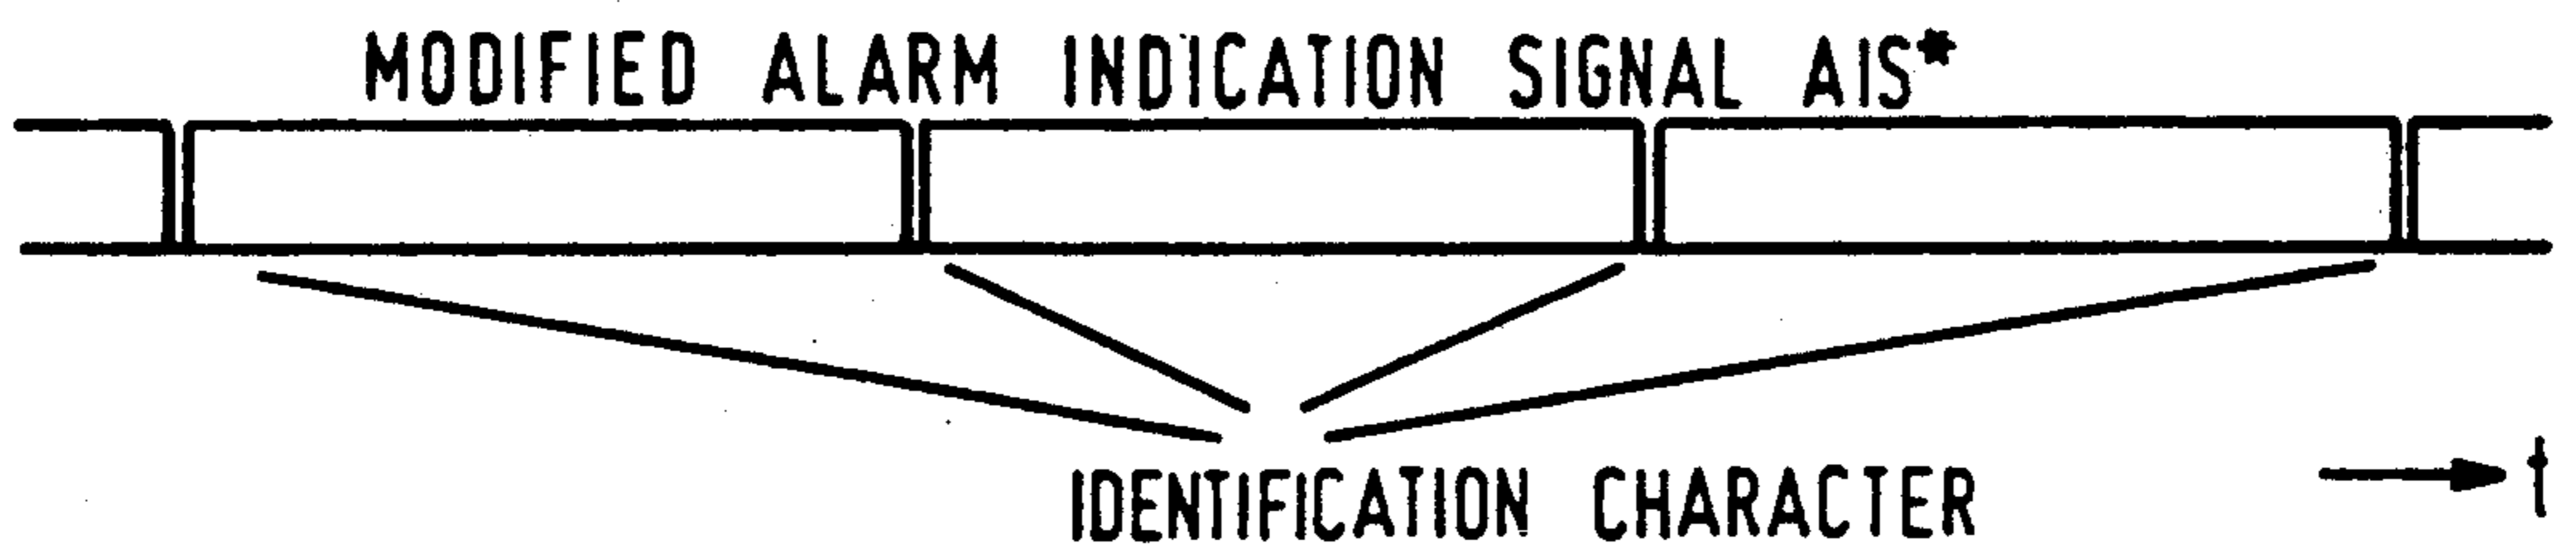 MODIFIED ALARM INDICATION SIGNAL AIS*
IDENTIFICATION CHARACTER
t